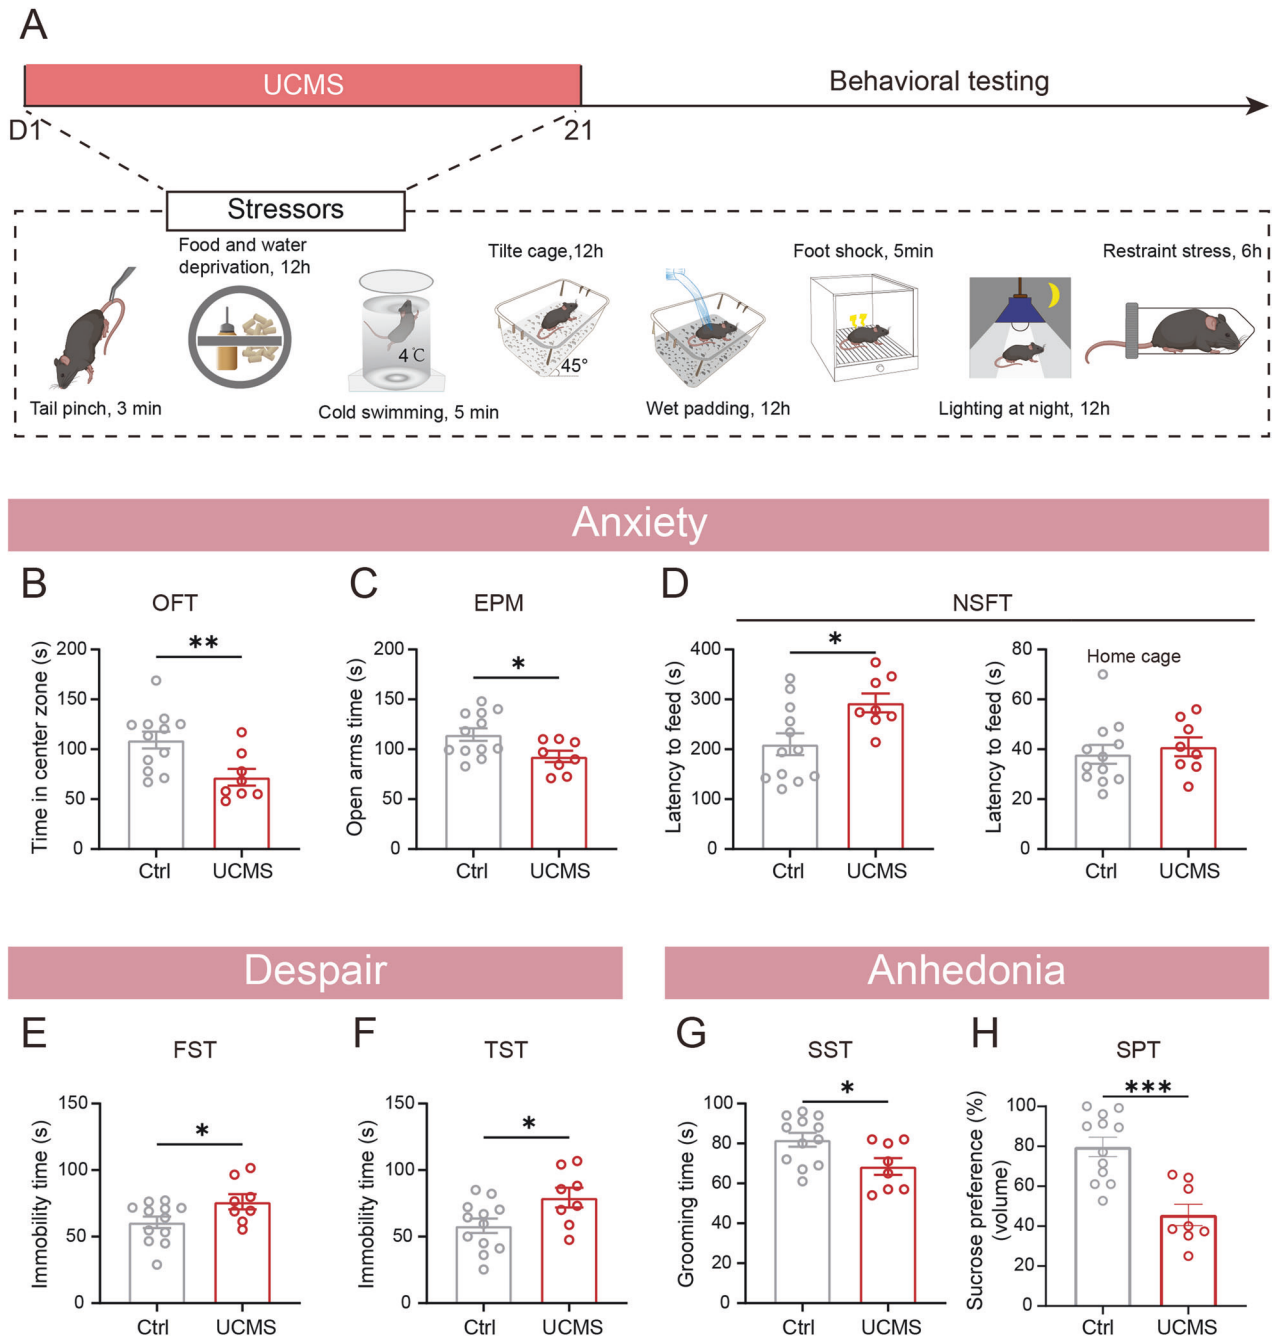 A
UCMS
Behavioral testing
D1
21
Stressors
Food and water
deprivation, 12h
Tilte cage,12h
Foot shock, 5min
Restraint stress, 6h
4℃
45°
Tail pinch, 3 min
Cold swimming, 5 min
Wet padding, 12h
Lighting at night, 12h
Anxiety
B
OFT
Time in center zone (s)
200
150
100
50
0
**
Ctrl
UCMS
C
EPM
Open arms time (s)
200
150
100
50
0
*
Ctrl
UCMS
D
NSFT
Latency to feed (s)
400
300
200
100
0
*
Ctrl
UCMS
Latency to feed (s)
80
60
40
20
0
Home cage
Ctrl
UCMS
Despair
Anhedonia
E
FST
Immobility time (s)
150
100
50
0
*
Ctrl
UCMS
F
TST
Immobility time (s)
150
100
50
0
*
Ctrl
UCMS
G
SST
Grooming time (s)
100
80
60
40
20
0
*
Ctrl
UCMS
H
SPT
Sucrose preference (%)
(volume)
100
80
60
40
20
0
***
Ctrl
UCMS